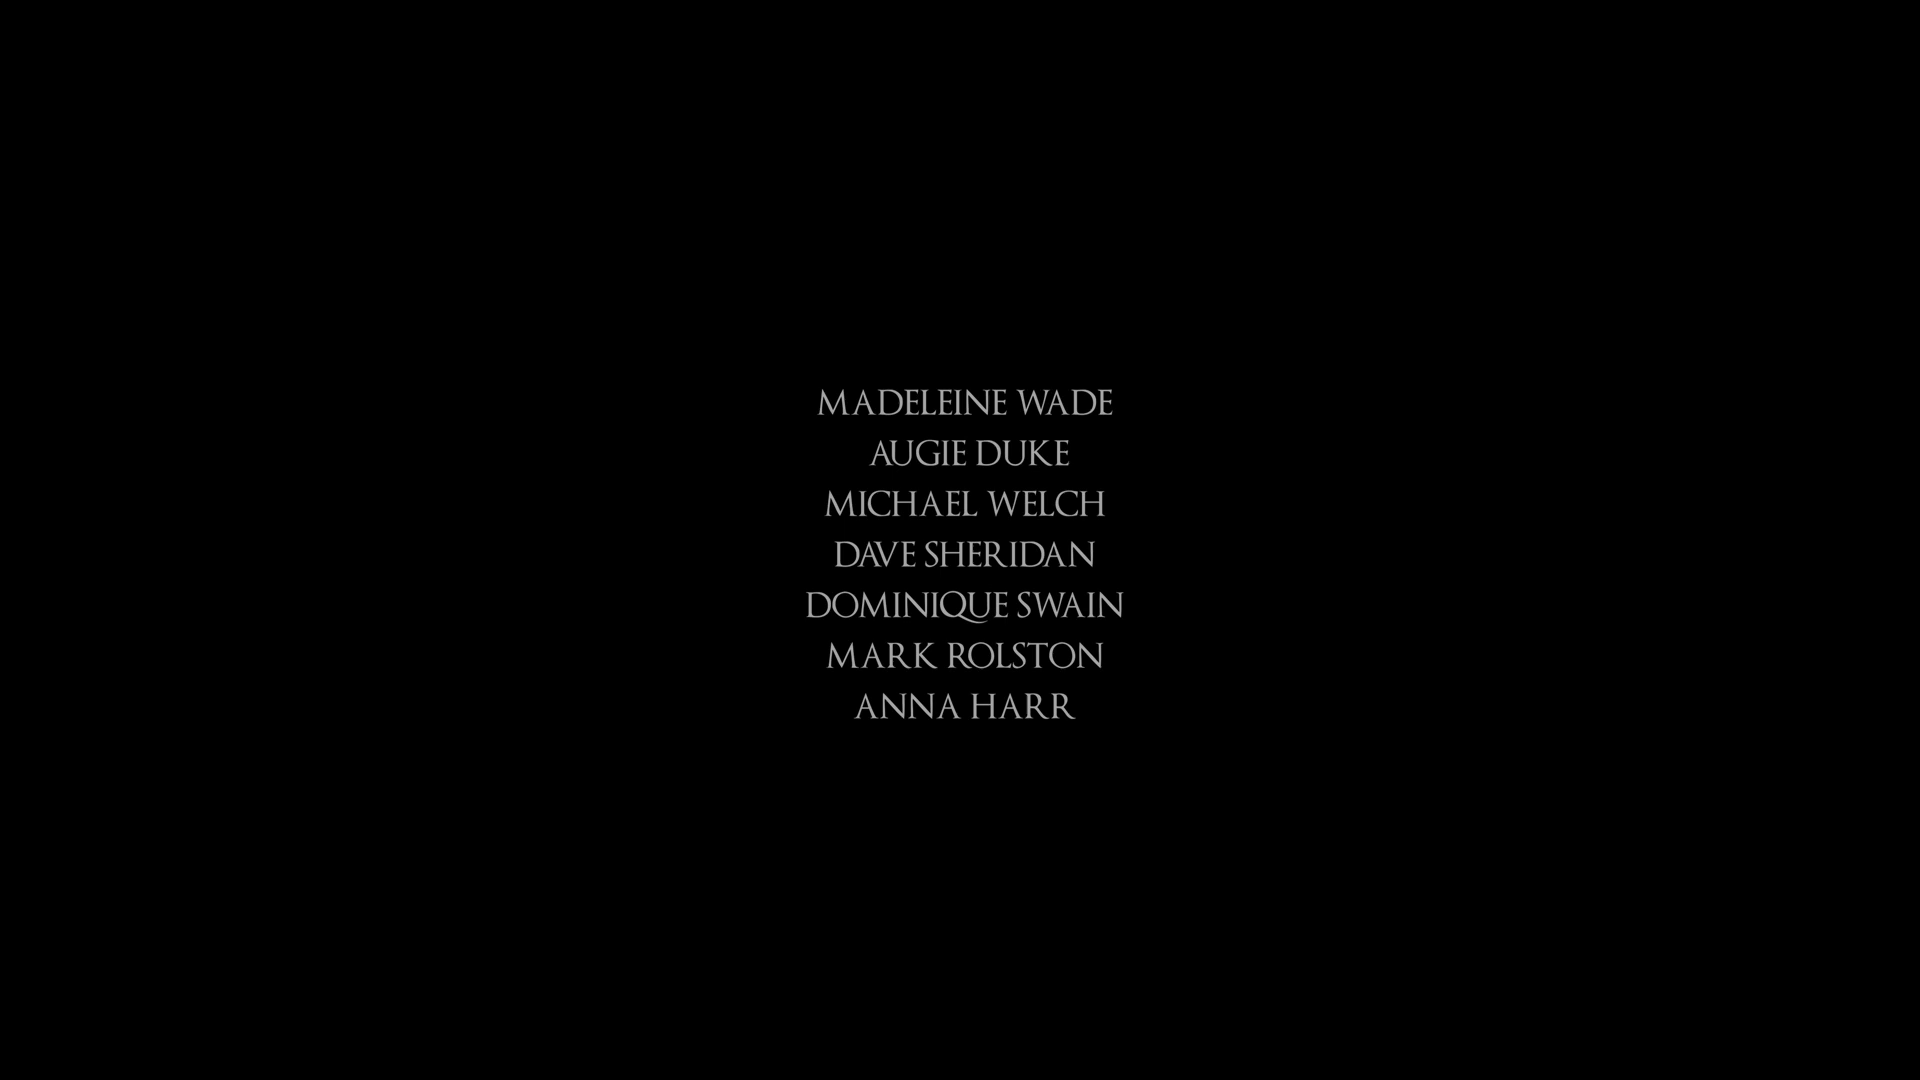 MADELEINE WADE
AUGIE DUKE
MICHAEL WELCH
DAVE SHERIDAN
DOMINIQUE SWAIN
MARK ROLSTON
ANNA HARR